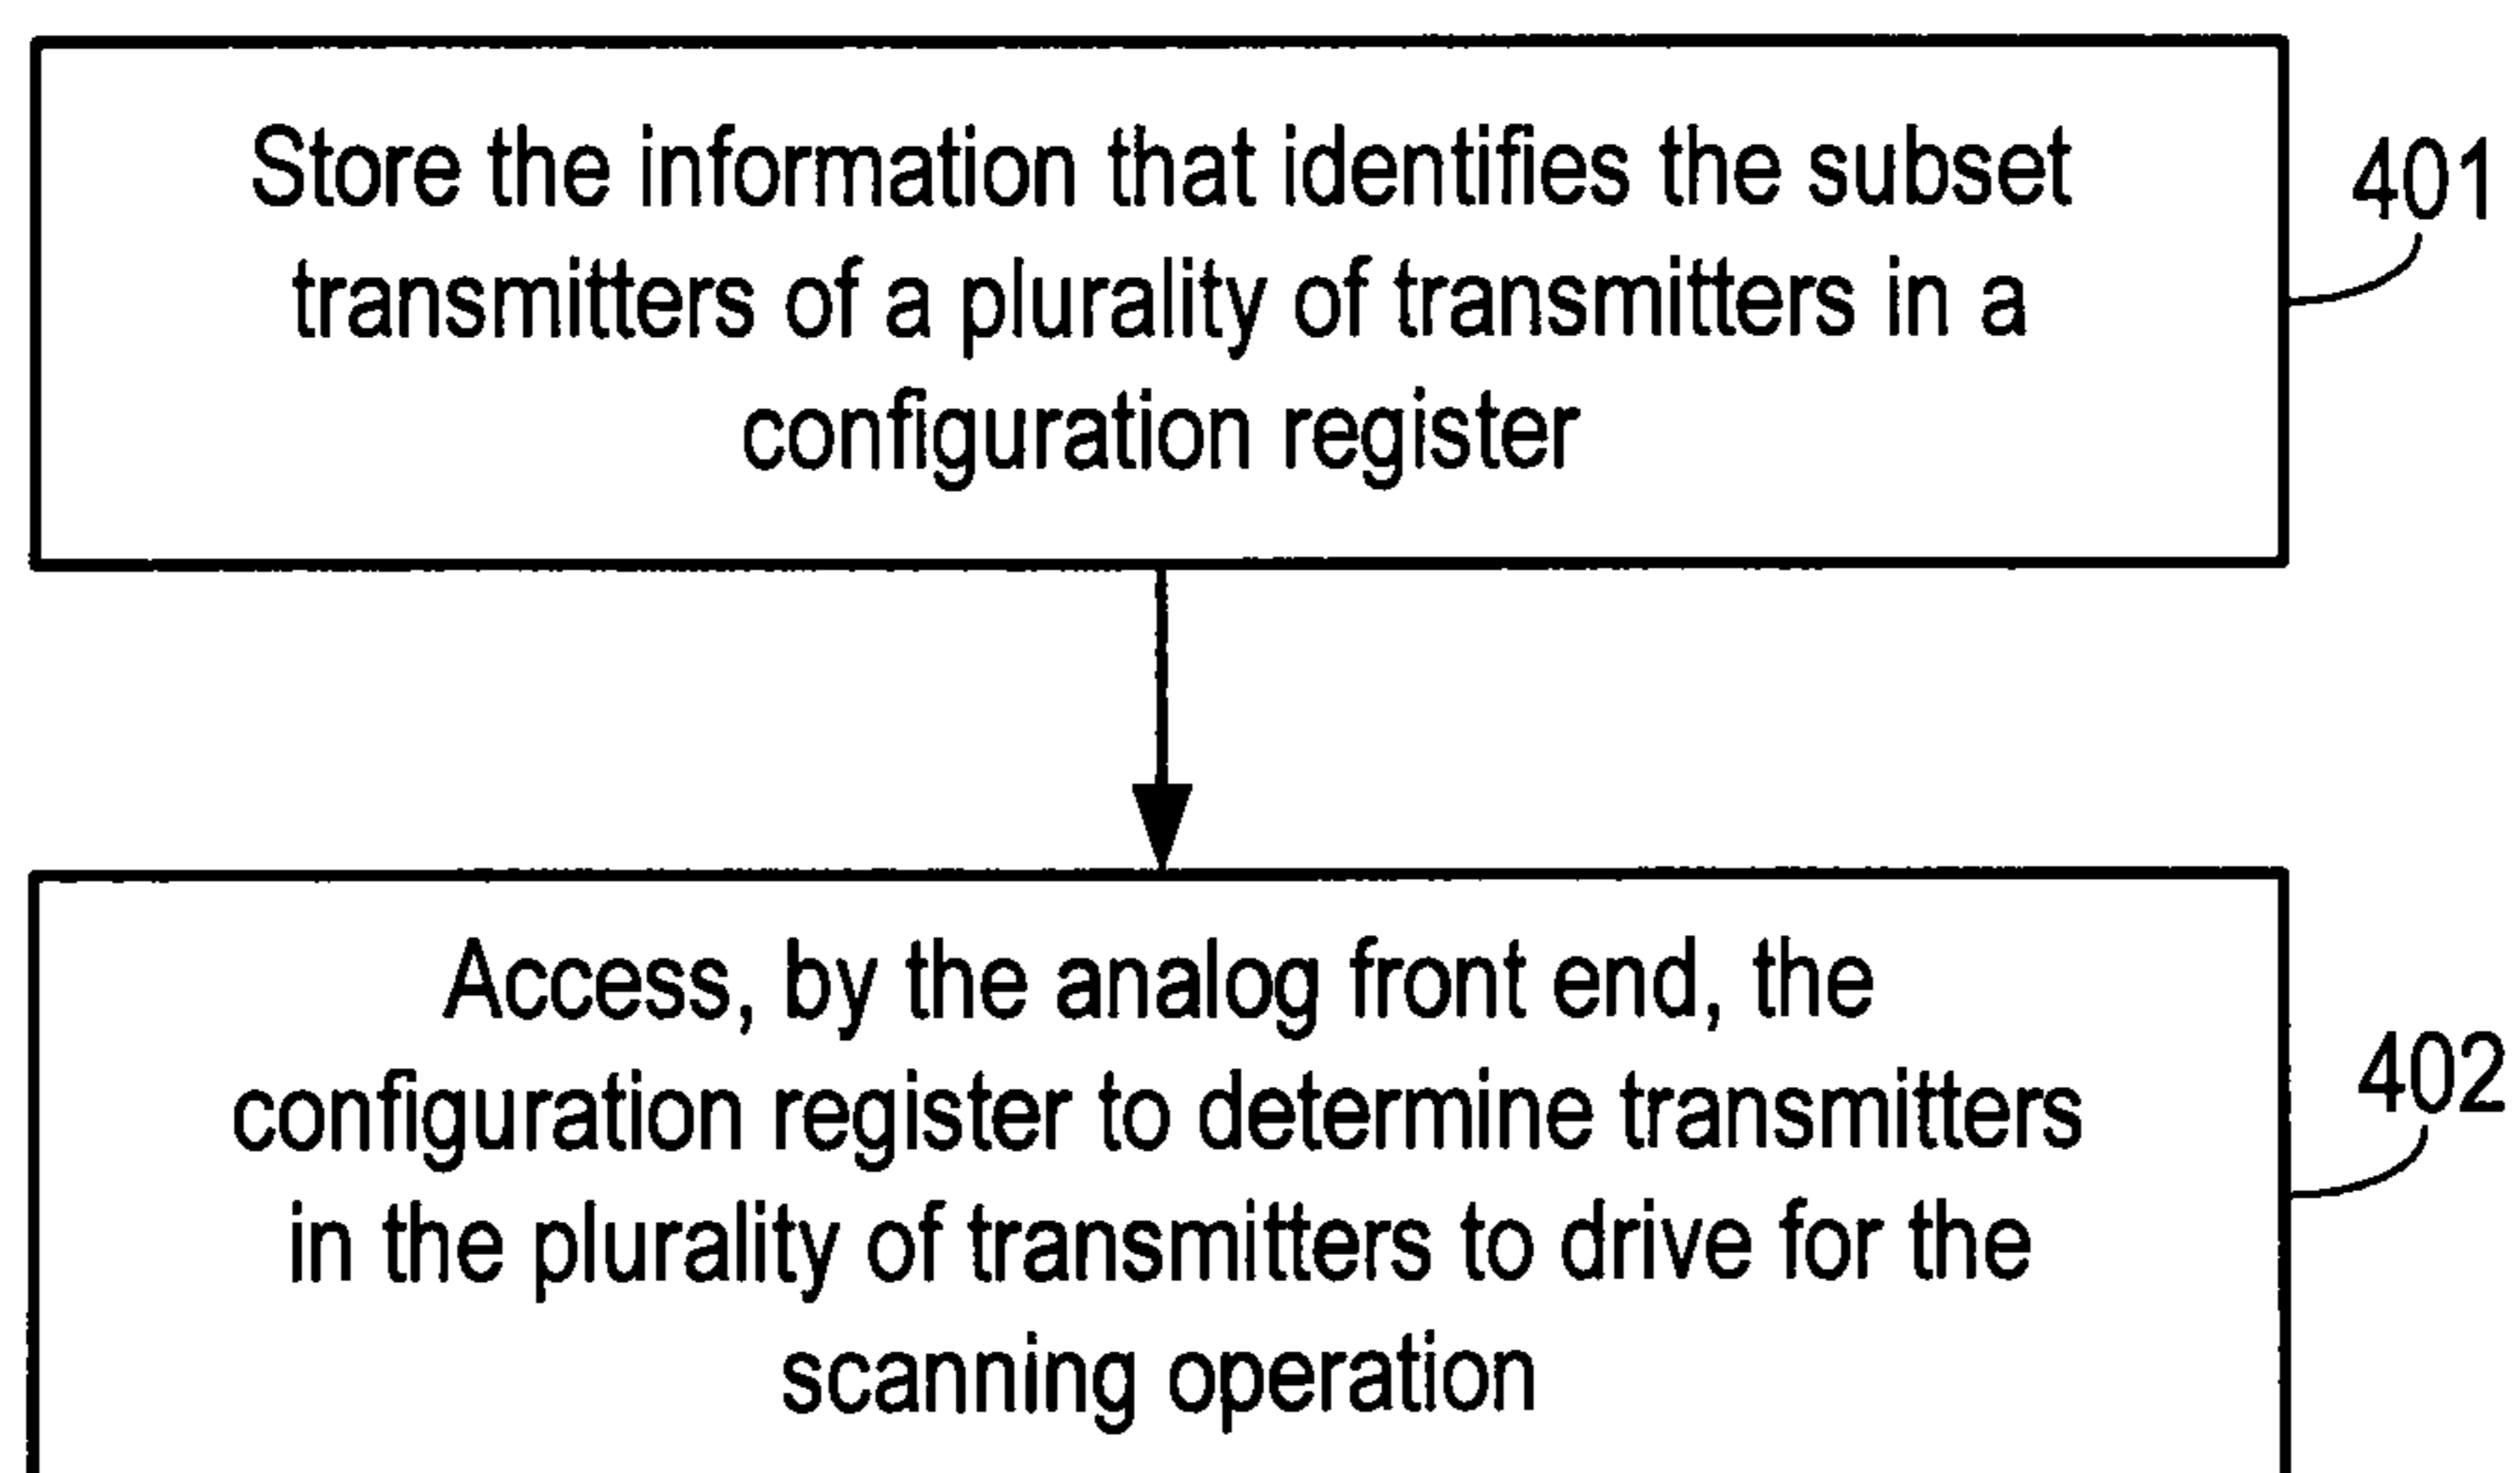 Store the information that identifies the subset
transmitters of a plurality of transmitters in a
configuration register
401
Access, by the analog front end, the
configuration register to determine transmitters
in the plurality of transmitters to drive for the
scanning operation
402